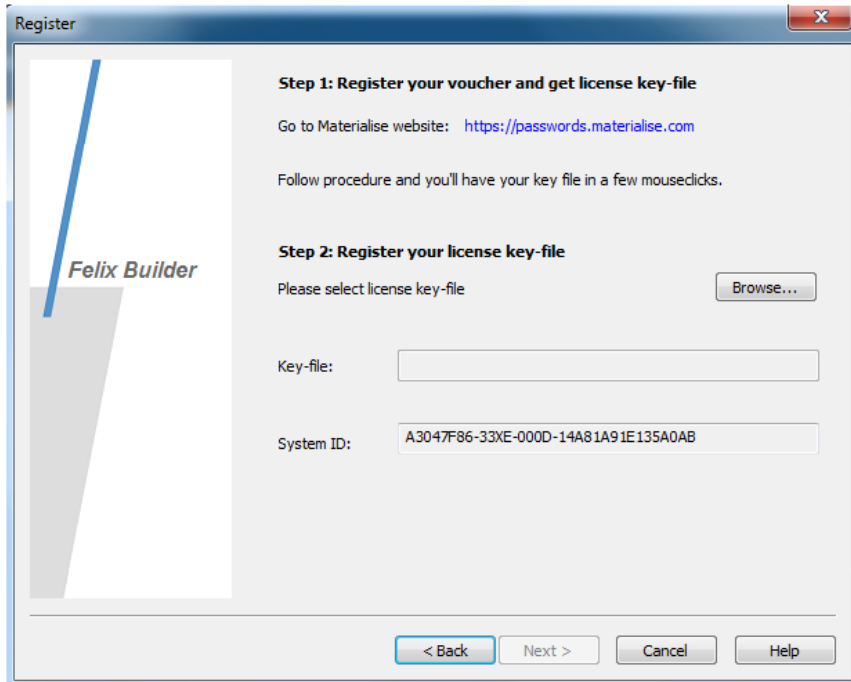 Register
Step 1: Register your voucher and get license key-file
Go to Materialise website: https://passwords.materialise.com
Follow procedure and you'll have your key file in a few mouseclicks.
Felix Builder
Step 2: Register your license key-file
Please select license key-file Browse...
Key-file:
System ID: A3047F86-33XE-000D-14A81A91E135A0AB
< Back Next > Cancel Help